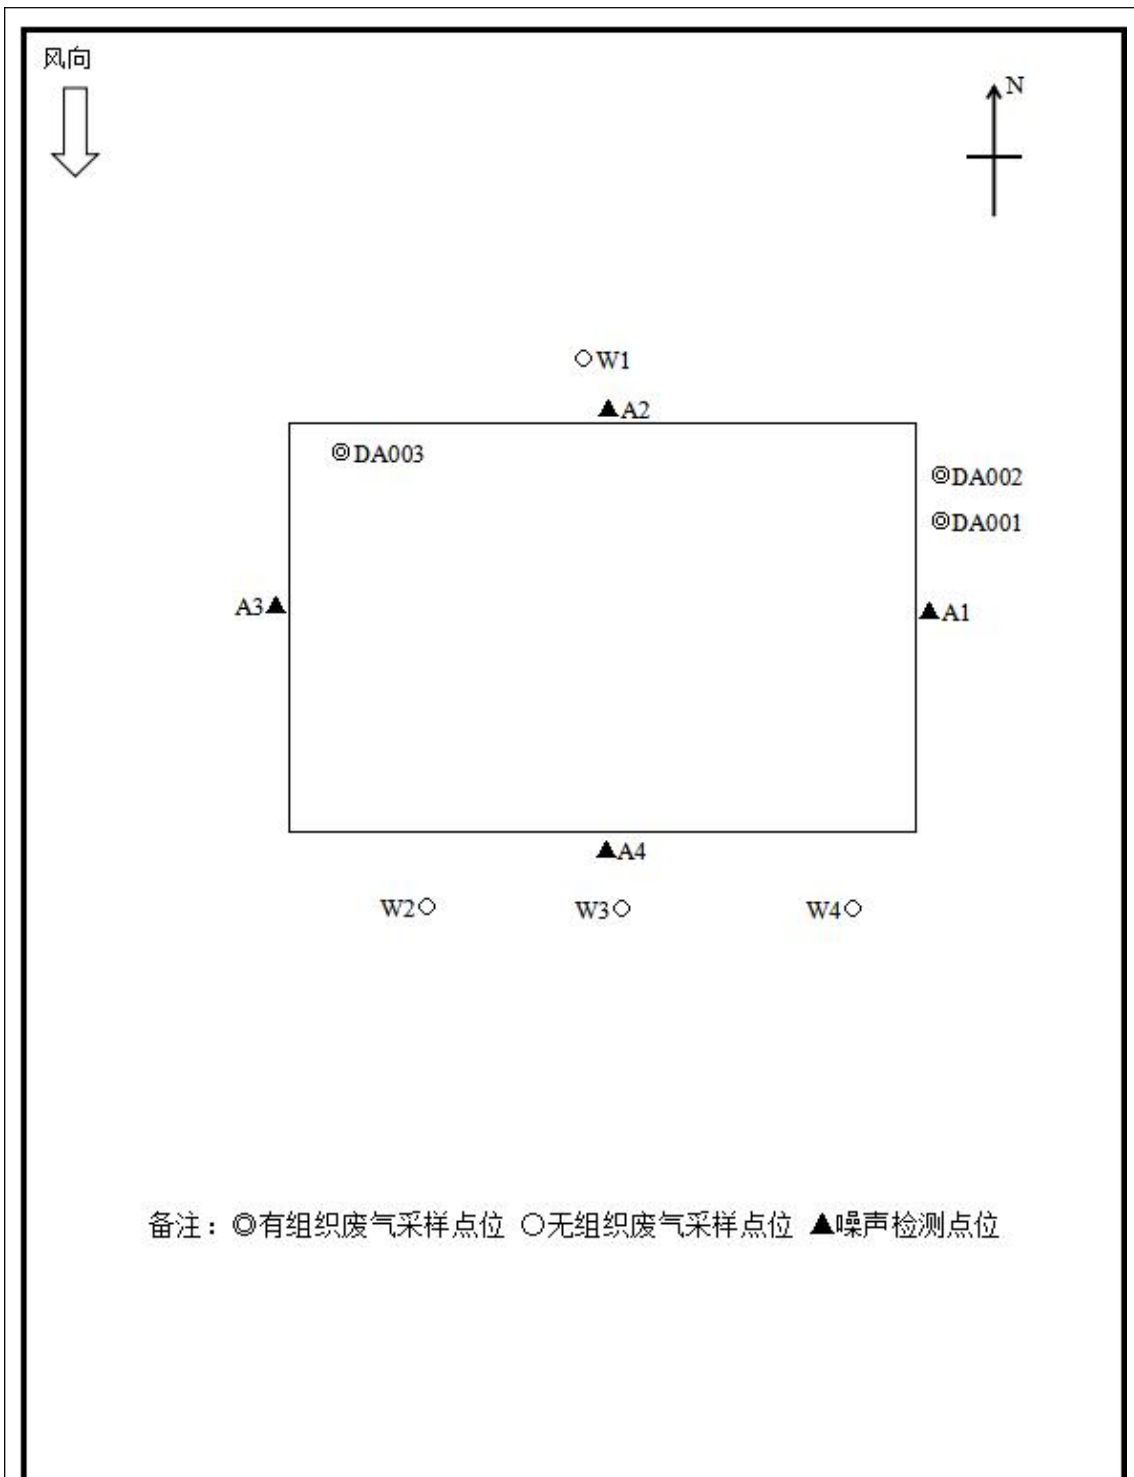 风向
N
○W1
▲A2
◎DA003
◎DA002
◎DA001
A3▲
▲A1
▲A4
W2○
W3○
W4○
备注：◎有组织废气采样点位 ○无组织废气采样点位 ▲噪声检测点位